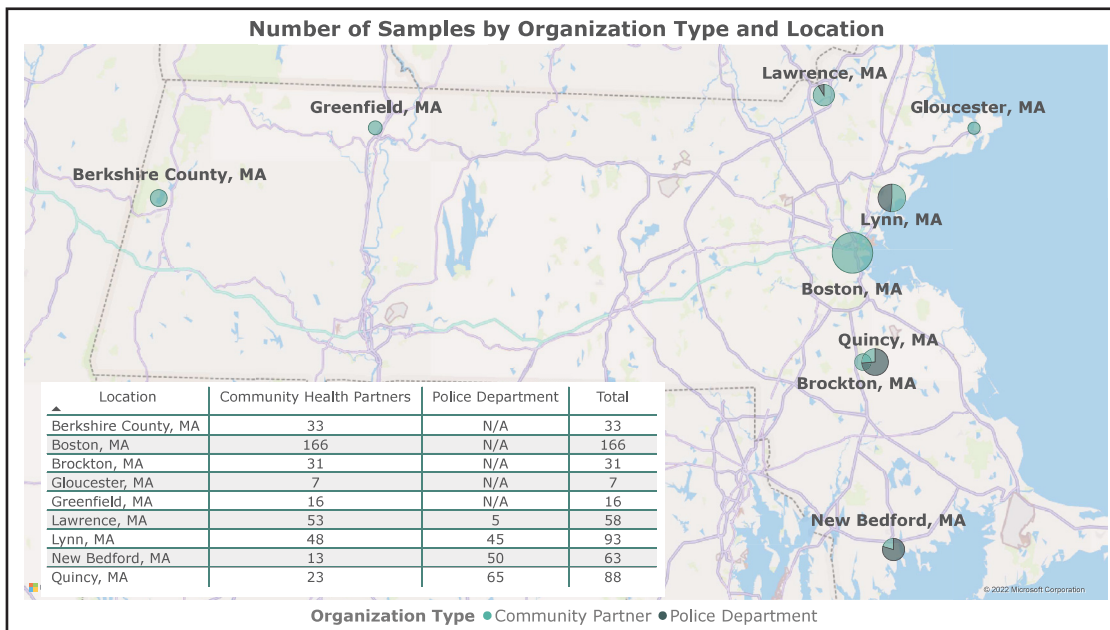 Number of Samples by Organization Type and Location
Lawrence, MA
Greenfield, MA
Gloucester, MA
Berkshire County, MA
Lynn, MA
Boston, MA
Quincy, MA
Brockton, MA
New Bedford, MA
Location Community Health Partners Police Department Total
Berkshire County, MA 33 N/A 33
Boston, MA 166 N/A 166
Brockton, MA 31 N/A 31
Gloucester, MA 7 N/A 7
Greenfield, MA 16 N/A 16
Lawrence, MA 53 5 58
Lynn, MA 48 45 93
New Bedford, MA 13 50 63
Quincy, MA 23 65 88
© 2022 Microsoft Corporation
Organization Type Community Partner Police Department